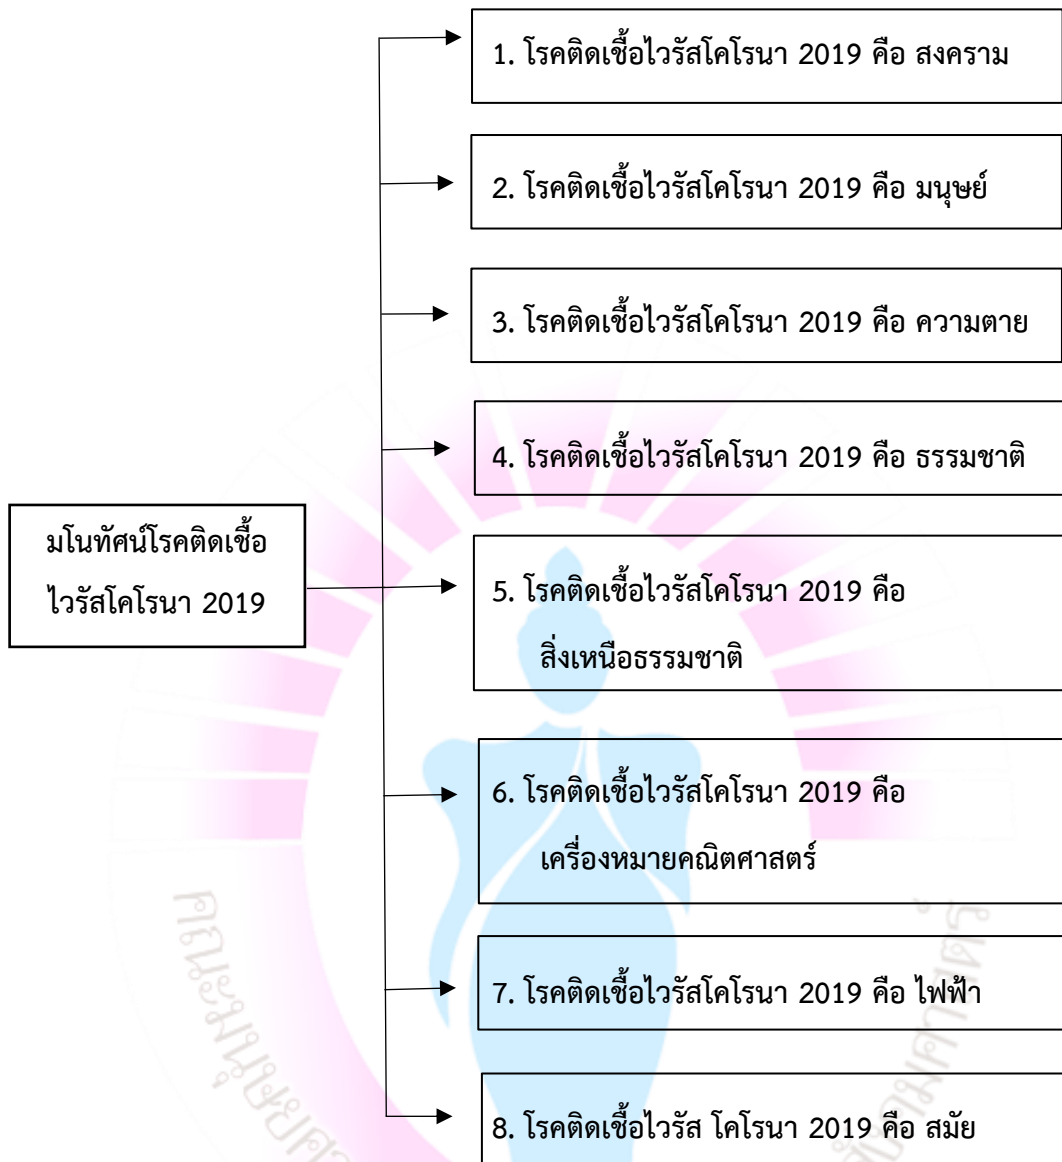 1. โรคติดเชื้อไวรัสโคโรนา 2019 คือ สงคราม
2. โรคติดเชื้อไวรัสโคโรนา 2019 คือ มนุษย์
3. โรคติดเชื้อไวรัสโคโรนา 2019 คือ ความตาย
4. โรคติดเชื้อไวรัสโคโรนา 2019 คือ ธรรมชาติ
มโนทัศน์โรคติดเชื้อ
ไวรัสโคโรนา 2019
5. โรคติดเชื้อไวรัสโคโรนา 2019 คือ
สิ่งเหนือธรรมชาติ
6. โรคติดเชื้อไวรัสโคโรนา 2019 คือ
เครื่องหมายคณิตศาสตร์
7. โรคติดเชื้อไวรัสโคโรนา 2019 คือ ไฟฟ้า
8. โรคติดเชื้อไวรัส โคโรนา 2019 คือ สมัย